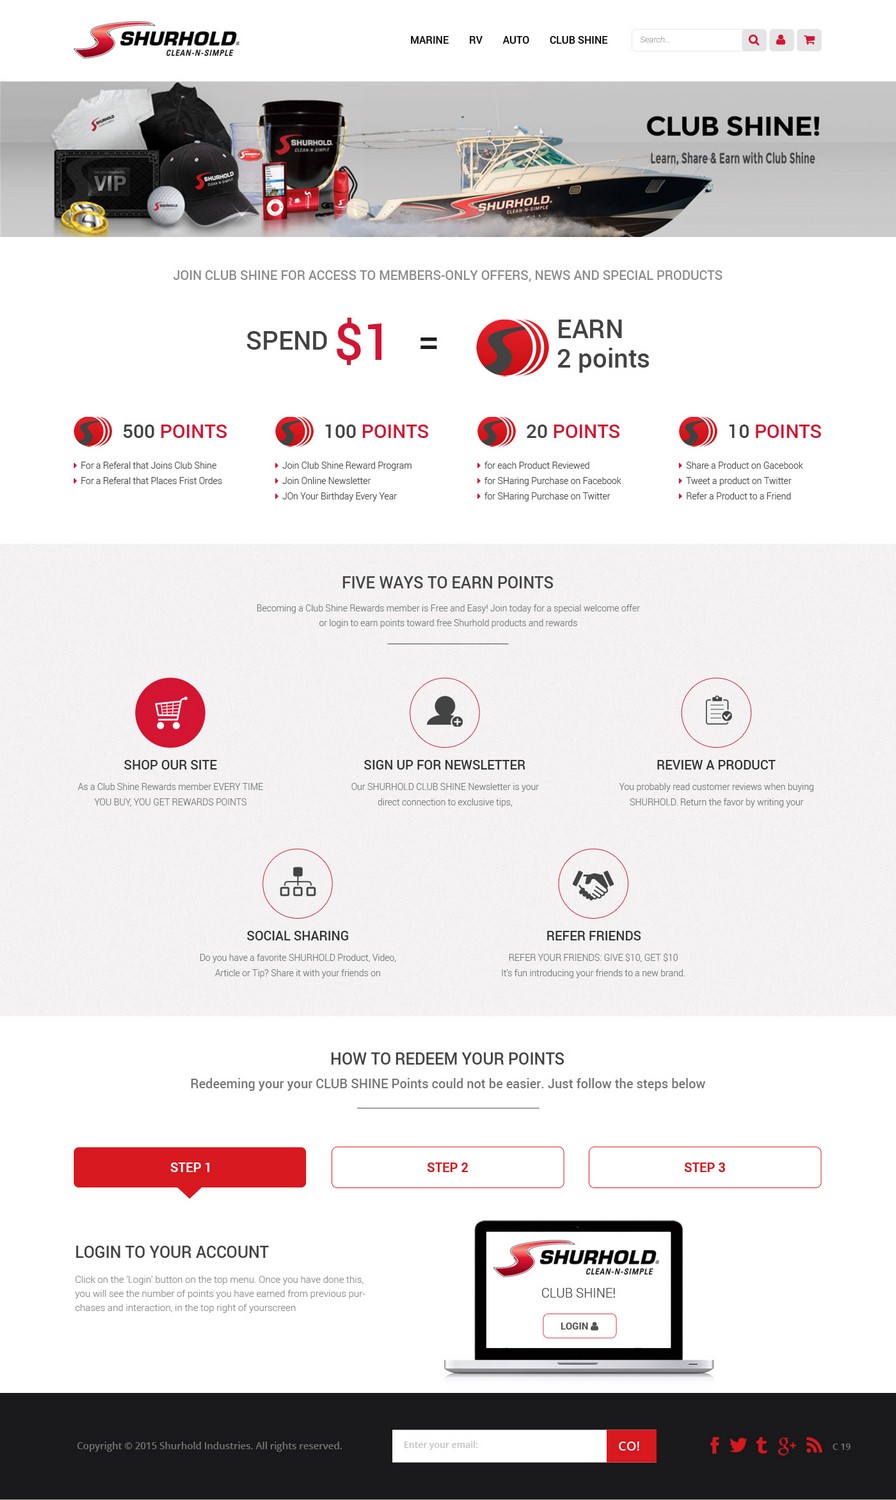 SHURHOLD
CLEAN-N-SIMPLE
MARINE RV AUTO CLUB SHINE
Search...
SHURHOLD
VIP
SHURHOLD
SHURHOLD
CLEAN-N-SIMPLE
SHURHOLD
CLEAN-N-SIMPLE
CLUB SHINE!
Learn, Share & Earn with Club Shine
JOIN CLUB SHINE FOR ACCESS TO MEMBERS-ONLY OFFERS, NEWS AND SPECIAL PRODUCTS
SPEND $1 = EARN
2 points
500 POINTS
For a Referal that Joins Club Shine
For a Referal that Places Frist Ordes
100 POINTS
Join Club Shine Reward Program
Join Online Newsletter
JOn Your Birthday Every Year
20 POINTS
for each Product Reviewed
for SHaring Purchase on Facebook
for SHaring Purchase on Twitter
10 POINTS
Share a Product on Gacebook
Tweet a product on Twitter
Refer a Product to a Friend
FIVE WAYS TO EARN POINTS
Becoming a Club Shine Rewards member is Free and Easy! Join today for a special welcome offer
or login to earn points toward free Shurhold products and rewards
SHOP OUR SITE
As a Club Shine Rewards member EVERY TIME
YOU BUY, YOU GET REWARDS POINTS
SIGN UP FOR NEWSLETTER
Our SHURHOLD CLUB SHINE Newsletter is your
direct connection to exclusive tips,
REVIEW A PRODUCT
You probably read customer reviews when buying
SHURHOLD. Return the favor by writing your
SOCIAL SHARING
Do you have a favorite SHURHOLD Product, Video,
Article or Tip? Share it with your friends on
REFER FRIENDS
REFER YOUR FRIENDS: GIVE $10, GET $10
It's fun introducing your friends to a new brand.
HOW TO REDEEM YOUR POINTS
Redeeming your your CLUB SHINE Points could not be easier. Just follow the steps below
STEP 1
STEP 2
STEP 3
LOGIN TO YOUR ACCOUNT
Click on the 'Login' button on the top menu. Once you have done this,
you will see the number of points you have earned from previous pur-
chases and interaction, in the top right of yourscreen
SHURHOLD
CLEAN-N-SIMPLE
CLUB SHINE!
LOGIN
Copyright © 2015 Shurhold Industries. All rights reserved.
Enter your email:
CO!
C 19